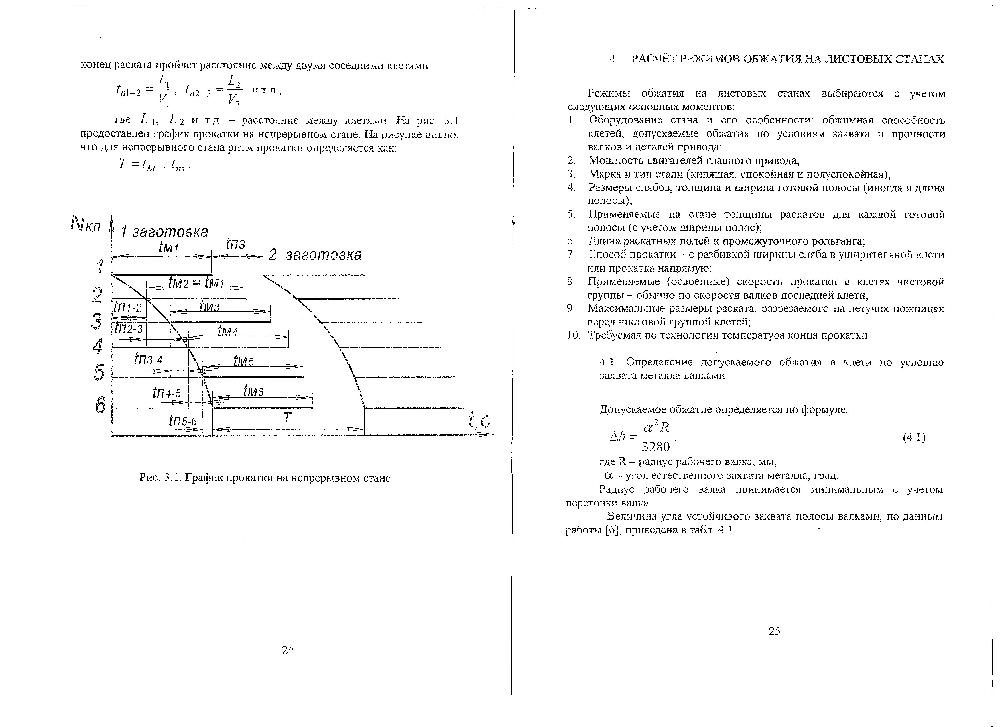 конец раската пройдет расстояние между двумя соседними клетями:
t_{п1-2} = L_1 / V_1, t_{п2-3} = L_2 / V_2 и т.д.,
где L_1, L_2 и т.д. – расстояние между клетями. На рис. 3.1
предоставлен график прокатки на непрерывном стане. На рисунке видно,
что для непрерывного стана ритм прокатки определяется как:
T = t_М + t_{пз}.
Nкл
1 заготовка
tм1
tпз
2 заготовка
1
tм2 = tм1
2
tп1-2
tм3
3
tп2-3
tм4
4
tп3-4
tм5
5
tп4-5
tм6
6
tп5-6
T
t,с
Рис. 3.1. График прокатки на непрерывном стане
24
4. РАСЧЁТ РЕЖИМОВ ОБЖАТИЯ НА ЛИСТОВЫХ СТАНАХ
Режимы обжатия на листовых станах выбираются с учетом
следующих основных моментов:
1. Оборудование стана и его особенности: обжимная способность
клетей, допускаемые обжатия по условиям захвата и прочности
валков и деталей привода;
2. Мощность двигателей главного привода;
3. Марка и тип стали (кипящая, спокойная и полуспокойная);
4. Размеры слябов, толщина и ширина готовой полосы (иногда и длина
полосы);
5. Применяемые на стане толщины раскатов для каждой готовой
полосы (с учетом ширины полос);
6. Длина раскатных полей и промежуточного рольганга;
7. Способ прокатки – с разбивкой ширины сляба в уширительной клети
или прокатка напрямую;
8. Применяемые (освоенные) скорости прокатки в клетях чистовой
группы – обычно по скорости валков последней клети;
9. Максимальные размеры раската, разрезаемого на летучих ножницах
перед чистовой группой клетей;
10. Требуемая по технологии температура конца прокатки.
4.1. Определение допускаемого обжатия в клети по условию
захвата металла валками
Допускаемое обжатие определяется по формуле:
Δh = α²R / 3280, (4.1)
где R – радиус рабочего валка, мм;
α - угол естественного захвата металла, град.
Радиус рабочего валка принимается минимальным с учетом
переточки валка.
Величина угла устойчивого захвата полосы валками, по данным
работы [6], приведена в табл. 4.1.
25